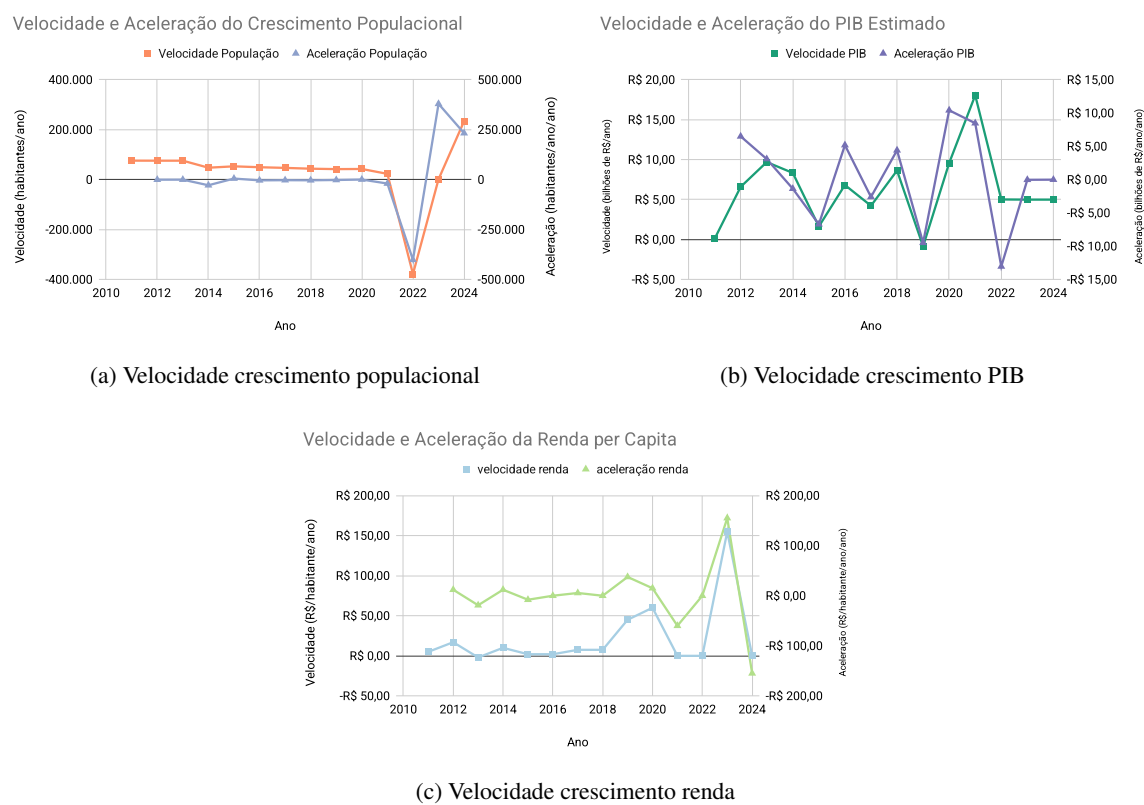 Velocidade e Aceleração do Crescimento Populacional
Velocidade População Aceleração População
400.000
200.000
0
-200.000
-400.000
500.000
250.000
0
-250.000
-500.000
Velocidade (habitantes/ano)
Aceleração (habitantes/ano/ano)
2010 2012 2014 2016 2018 2020 2022 2024
Ano
(a) Velocidade crescimento populacional
Velocidade e Aceleração do PIB Estimado
Velocidade PIB Aceleração PIB
R$ 20,00
R$ 15,00
R$ 10,00
R$ 5,00
R$ 0,00
-R$ 5,00
R$ 15,00
R$ 10,00
R$ 5,00
R$ 0,00
-R$ 5,00
-R$ 10,00
-R$ 15,00
Velocidade (bilhões de R$/ano)
Aceleração (bilhões de R$/ano/ano)
2010 2012 2014 2016 2018 2020 2022 2024
Ano
(b) Velocidade crescimento PIB
Velocidade e Aceleração da Renda per Capita
velocidade renda aceleração renda
R$ 200,00
R$ 150,00
R$ 100,00
R$ 50,00
R$ 0,00
-R$ 50,00
R$ 200,00
R$ 100,00
R$ 0,00
-R$ 100,00
-R$ 200,00
Velocidade (R$/habitante/ano)
Aceleração (R$/habitante/ano/ano)
2010 2012 2014 2016 2018 2020 2022 2024
Ano
(c) Velocidade crescimento renda